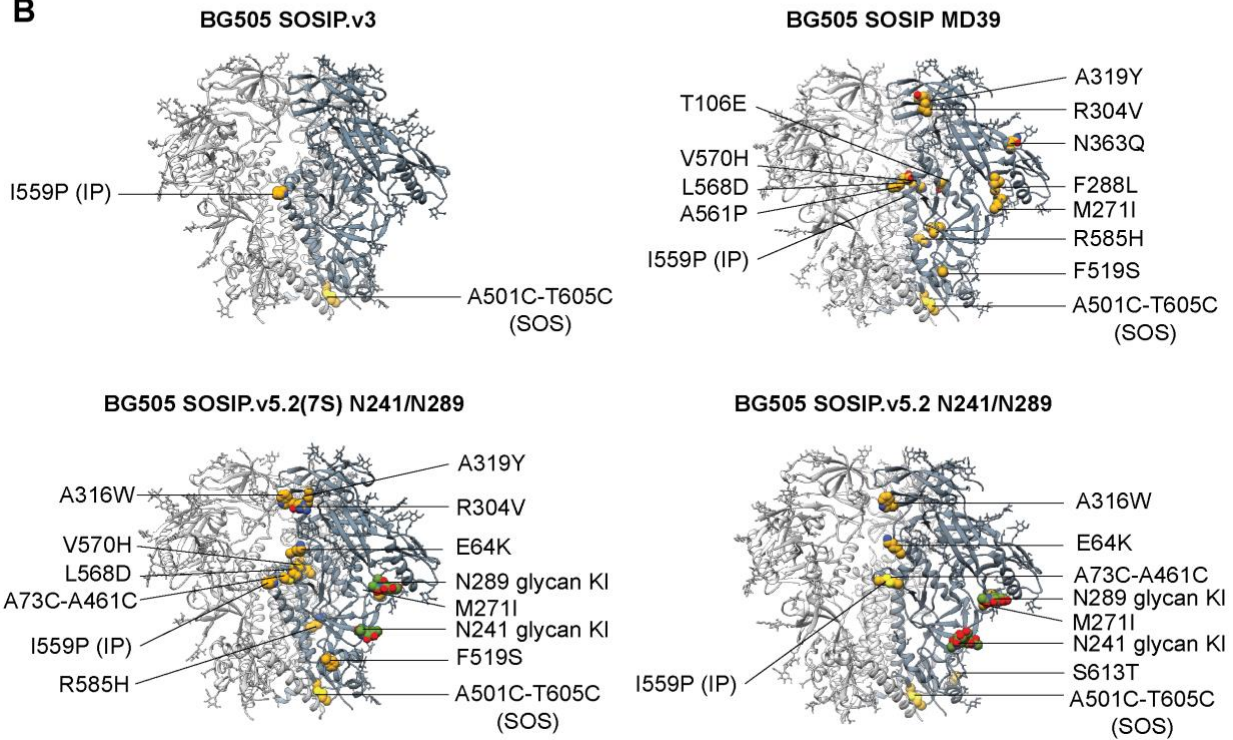 B
BG505 SOSIP.v3
I559P (IP)
A501C-T605C
(SOS)
BG505 SOSIP MD39
T106E
V570H
L568D
A561P
I559P (IP)
A319Y
R304V
N363Q
F288L
M271I
R585H
F519S
A501C-T605C
(SOS)
BG505 SOSIP.v5.2(7S) N241/N289
A316W
V570H
L568D
A73C-A461C
I559P (IP)
R585H
A319Y
R304V
E64K
N289 glycan KI
M271I
N241 glycan KI
F519S
A501C-T605C
(SOS)
BG505 SOSIP.v5.2 N241/N289
I559P (IP)
A316W
E64K
A73C-A461C
N289 glycan KI
M271I
N241 glycan KI
S613T
A501C-T605C
(SOS)